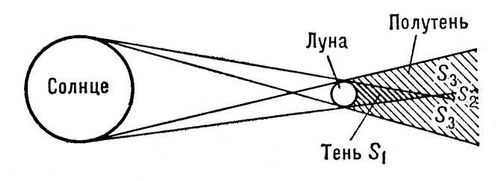 Полутень
Луна
Солнце
S₃
S₂
S₃
Тень S₁